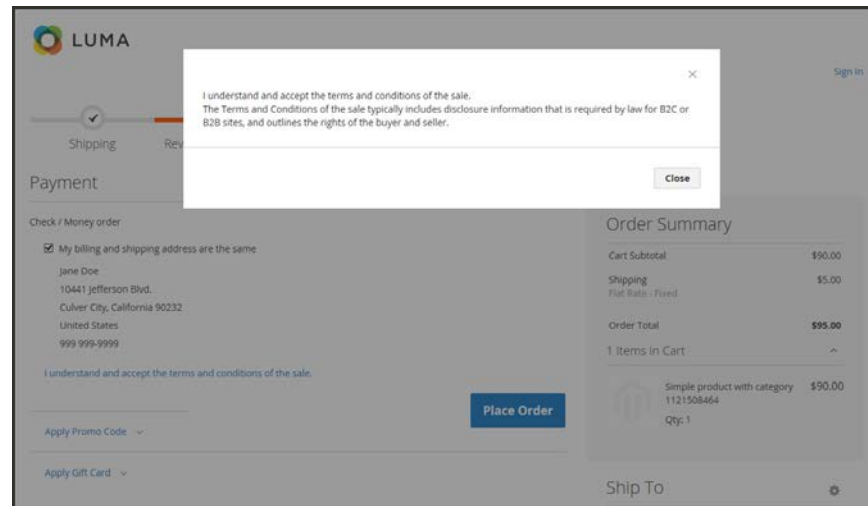 LUMA
Sign In
×
I understand and accept the terms and conditions of the sale.
The Terms and Conditions of the sale typically includes disclosure information that is required by law for B2C or
B2B sites, and outlines the rights of the buyer and seller.
Close
Shipping
Rev
Payment
Check / Money order
My billing and shipping address are the same
Jane Doe
10441 Jefferson Blvd.
Culver City, California 90232
United States
999 999-9999
I understand and accept the terms and conditions of the sale.
Place Order
Apply Promo Code
Apply Gift Card
Order Summary
Cart Subtotal $90.00
Shipping $5.00
Flat Rate - Fixed
Order Total $95.00
1 Items in Cart
Simple product with category $90.00
1121508464
Qty: 1
Ship To